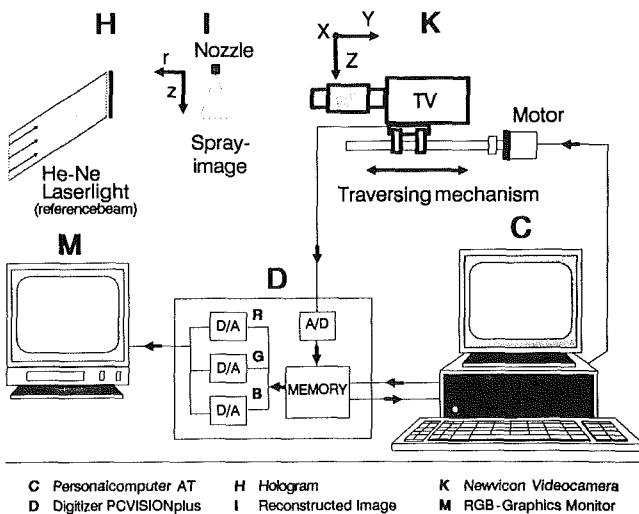 H I K
X Y
Z
r
z
Nozzle
TV
Motor
Spray-
image
He-Ne
Laserlight
(referencebeam)
Traversing mechanism
M
C
D
R
D/A
A/D
G
D/A
MEMORY
B
D/A
C Personalcomputer AT H Hologram K Newvicon Videocamera
D Digitizer PCVISIONplus I Reconstructed Image M RGB-Graphics Monitor